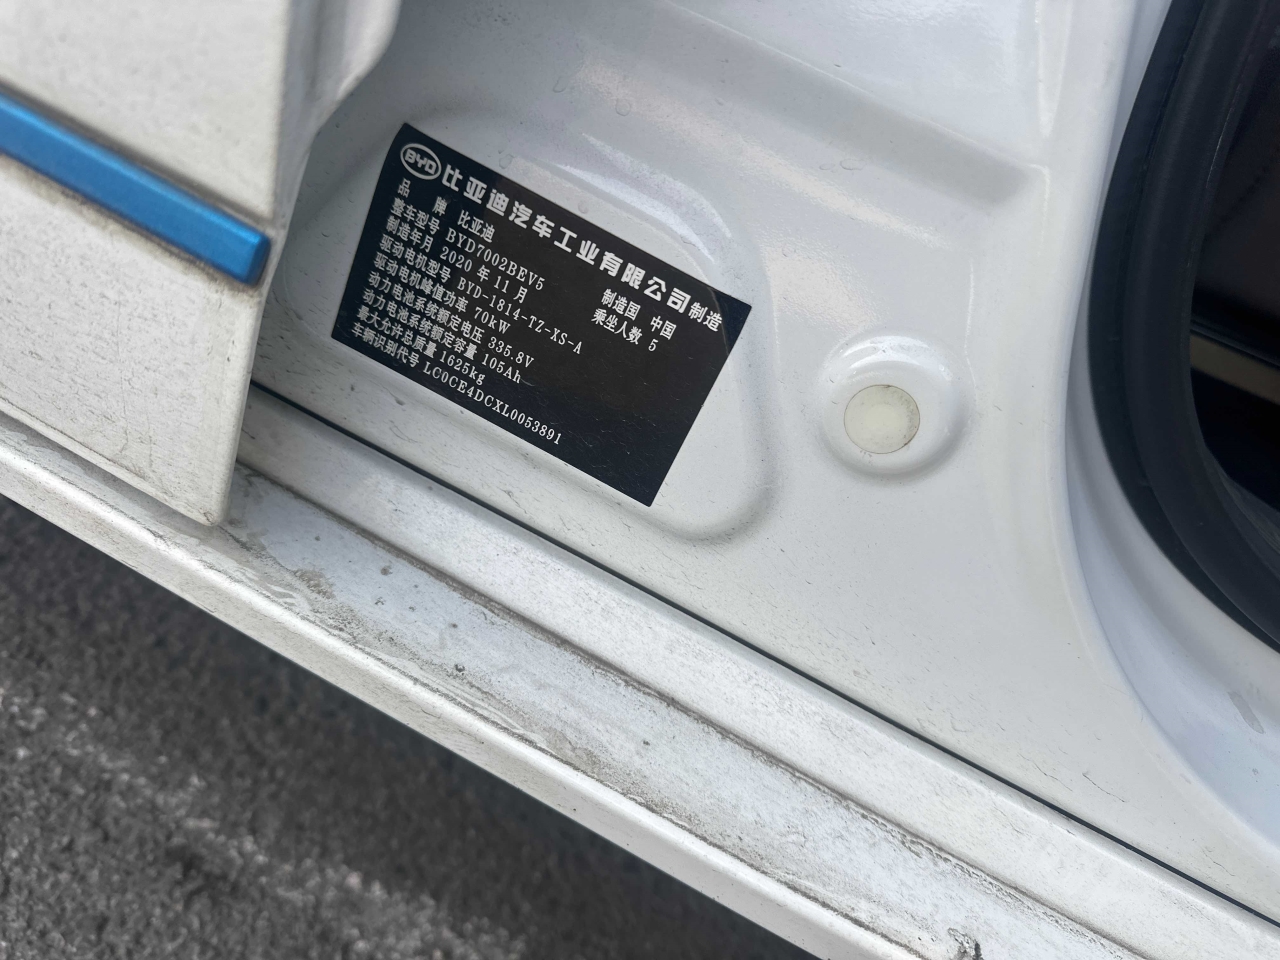 BYD 比亚迪汽车工业有限公司制造
品牌 比亚迪
整车型号 BYD7002BEV5 制造国 中国
制造年月 2020 年 11 月 乘坐人数 5
驱动电机型号 BYD-1814-TZ-XS-A
驱动电机峰值功率 70kW
动力电池系统额定电压 335.8V
动力电池系统额定容量 105Ah
最大允许总质量 1625kg
车辆识别代号 LC0CE4DCXL0053891